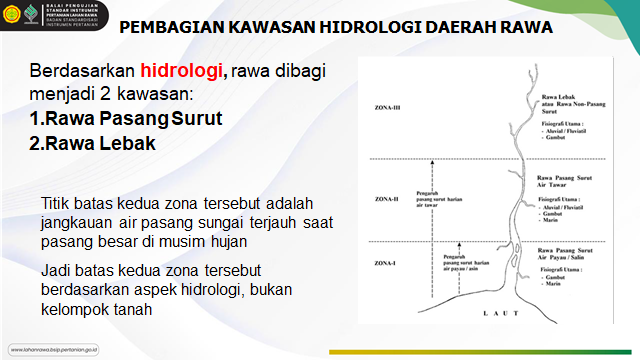 BALAI PENGUJIAN
STANDAR INSTRUMEN
PERTANIAN LAHAN RAWA
BADAN STANDARDISASI
INSTRUMEN PERTANIAN
PEMBAGIAN KAWASAN HIDROLOGI DAERAH RAWA
Berdasarkan hidrologi, rawa dibagi
menjadi 2 kawasan:
1.Rawa Pasang Surut
2.Rawa Lebak
Titik batas kedua zona tersebut adalah
jangkauan air pasang sungai terjauh saat
pasang besar di musim hujan
Jadi batas kedua zona tersebut
berdasarkan aspek hidrologi, bukan
kelompok tanah
ZONA-III
Rawa Lebak
atau Rawa Non-Pasang
Surut
Fisiografi Utama :
- Aluvial / Fluviatil
- Gambut
ZONA-II
Pengaruh
pasang surut harian
air tawar
Rawa Pasang Surut
Air Tawar
Fisiografi Utama :
- Aluvial / Fluviatil
- Gambut
- Marin
ZONA-I
Pengaruh
pasang surut harian
air payau / asin
Rawa Pasang Surut
Air Payau / Salin
Fisiografi Utama :
- Gambut
- Marin
LAUT
www.lahanrawa.bsip.pertanian.go.id